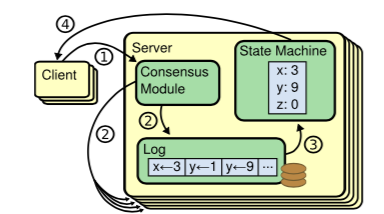 ④
Server
State Machine
①
Client
Consensus
Module
x: 3
y: 9
z: 0
②
②
③
Log
x←3 y←1 y←9 ...